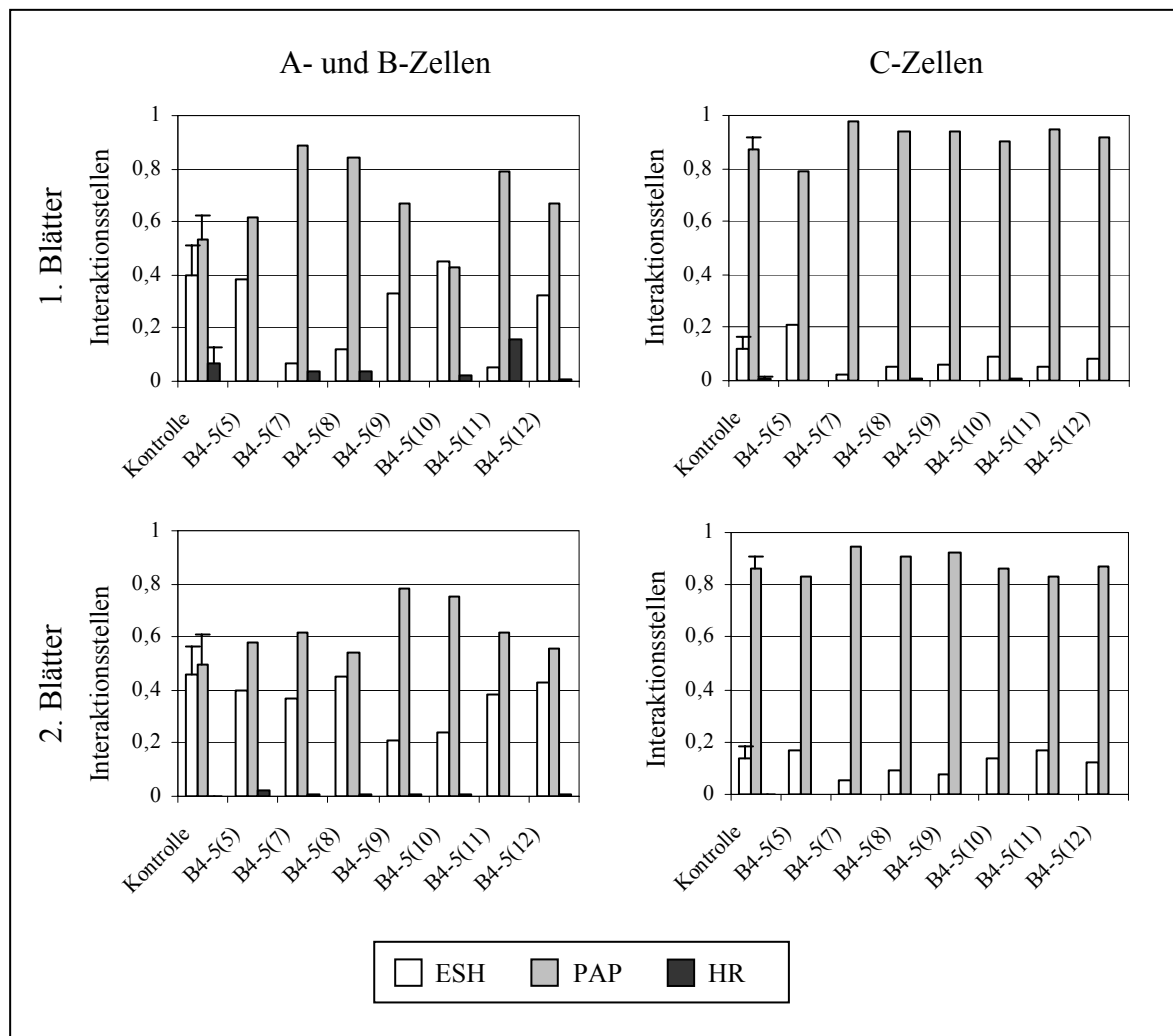 A- und B-Zellen
C-Zellen
1. Blätter
Interaktionsstellen
1
0,8
0,6
0,4
0,2
0
Kontrolle
B4-5(5)
B4-5(7)
B4-5(8)
B4-5(9)
B4-5(10)
B4-5(11)
B4-5(12)
Interaktionsstellen
1
0,8
0,6
0,4
0,2
0
Kontrolle
B4-5(5)
B4-5(7)
B4-5(8)
B4-5(9)
B4-5(10)
B4-5(11)
B4-5(12)
2. Blätter
Interaktionsstellen
1
0,8
0,6
0,4
0,2
0
Kontrolle
B4-5(5)
B4-5(7)
B4-5(8)
B4-5(9)
B4-5(10)
B4-5(11)
B4-5(12)
Interaktionsstellen
1
0,8
0,6
0,4
0,2
0
Kontrolle
B4-5(5)
B4-5(7)
B4-5(8)
B4-5(9)
B4-5(10)
B4-5(11)
B4-5(12)
ESH PAP HR